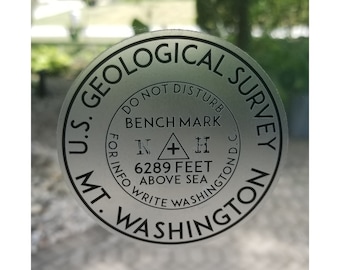 U.S. GEOLOGICAL SURVEY
DO NOT DISTURB
BENCH MARK
N + H
6289 FEET
ABOVE SEA
FOR INFO WRITE WASHINGTON D C
MT. WASHINGTON